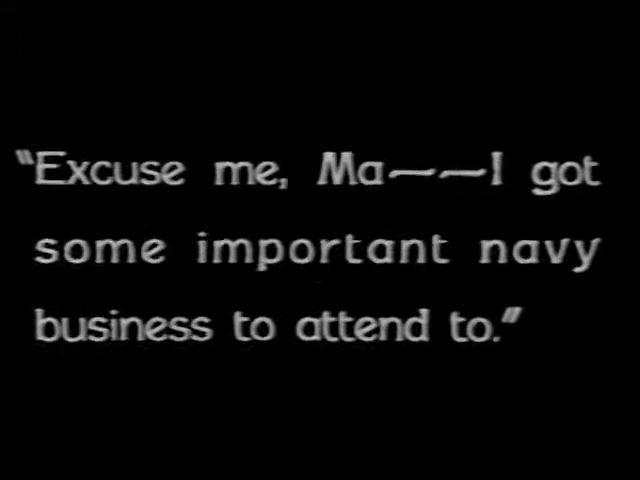 "Excuse me, Ma——I got
some important navy
business to attend to."